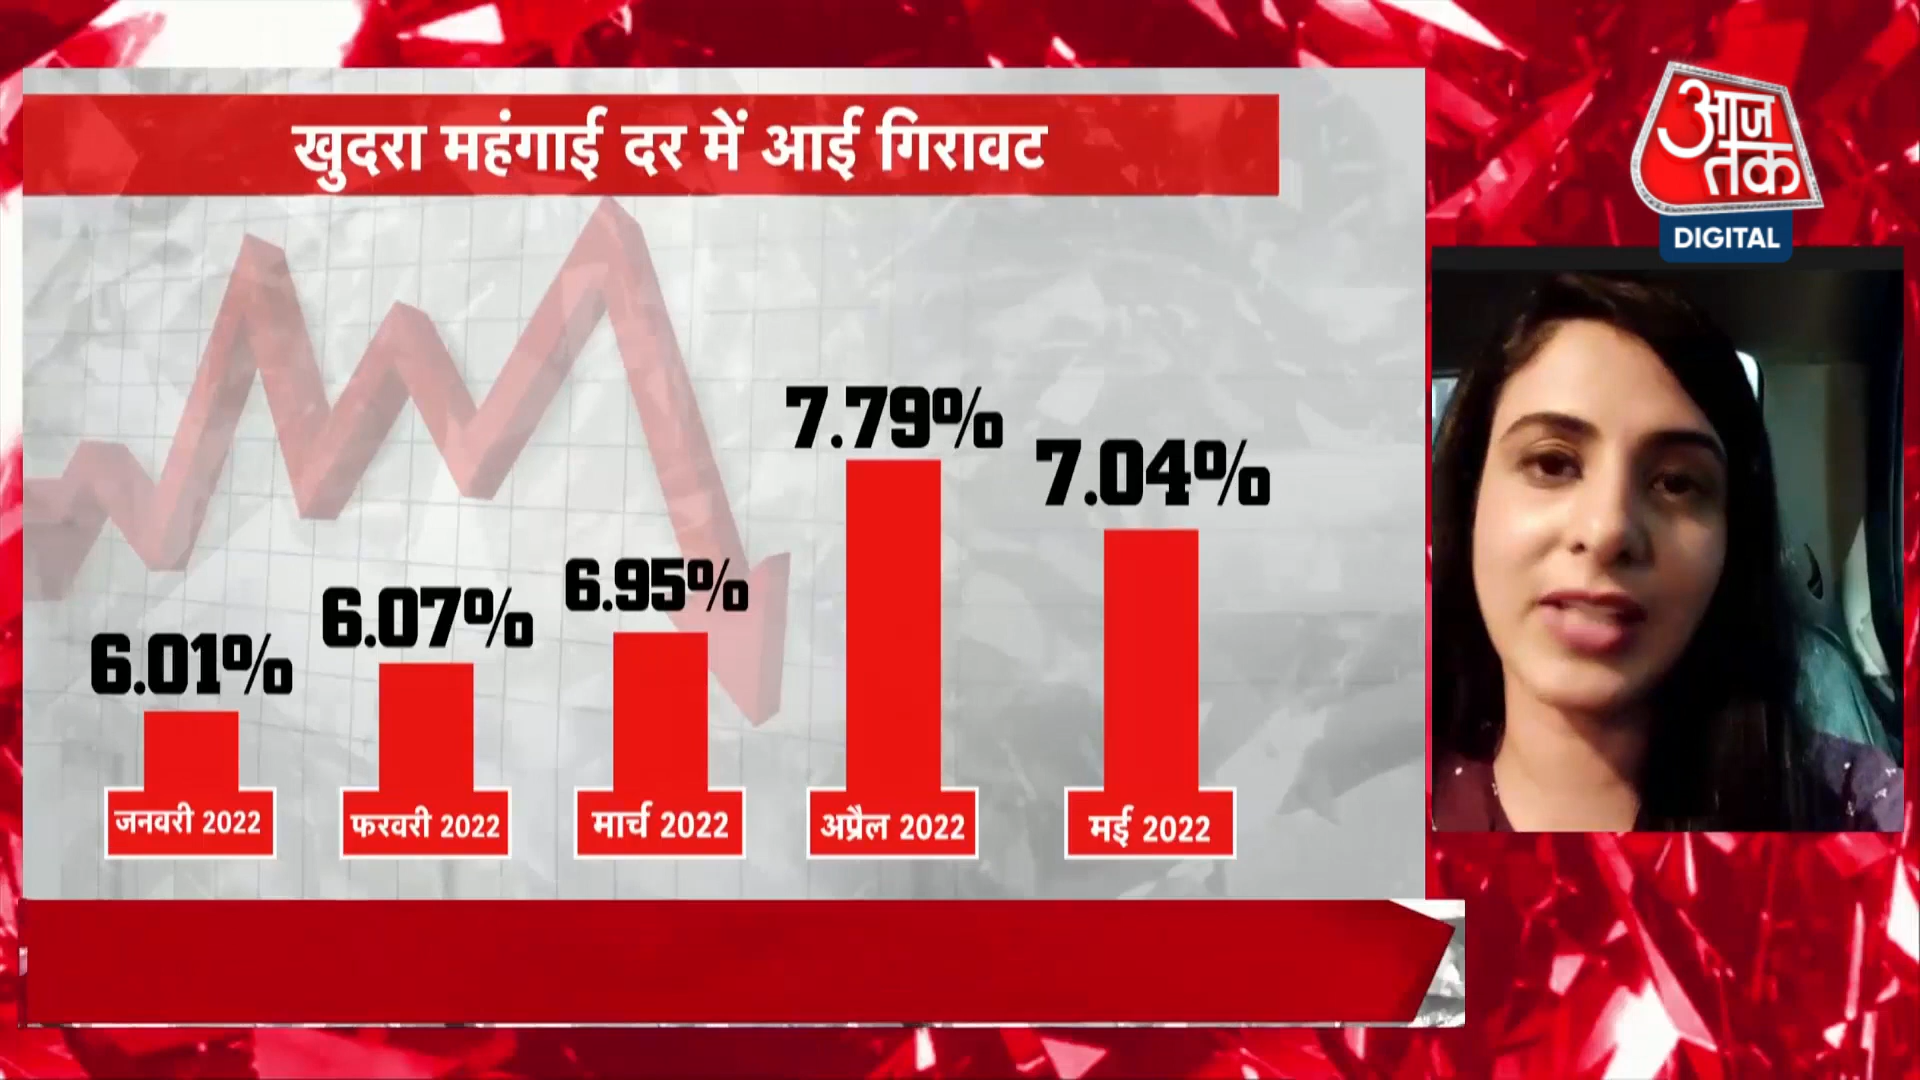 खुदरा महंगाई दर में आई गिरावट
आज
तक
DIGITAL
6.01%
6.07%
6.95%
7.79%
7.04%
जनवरी 2022
फरवरी 2022
मार्च 2022
अप्रैल 2022
मई 2022